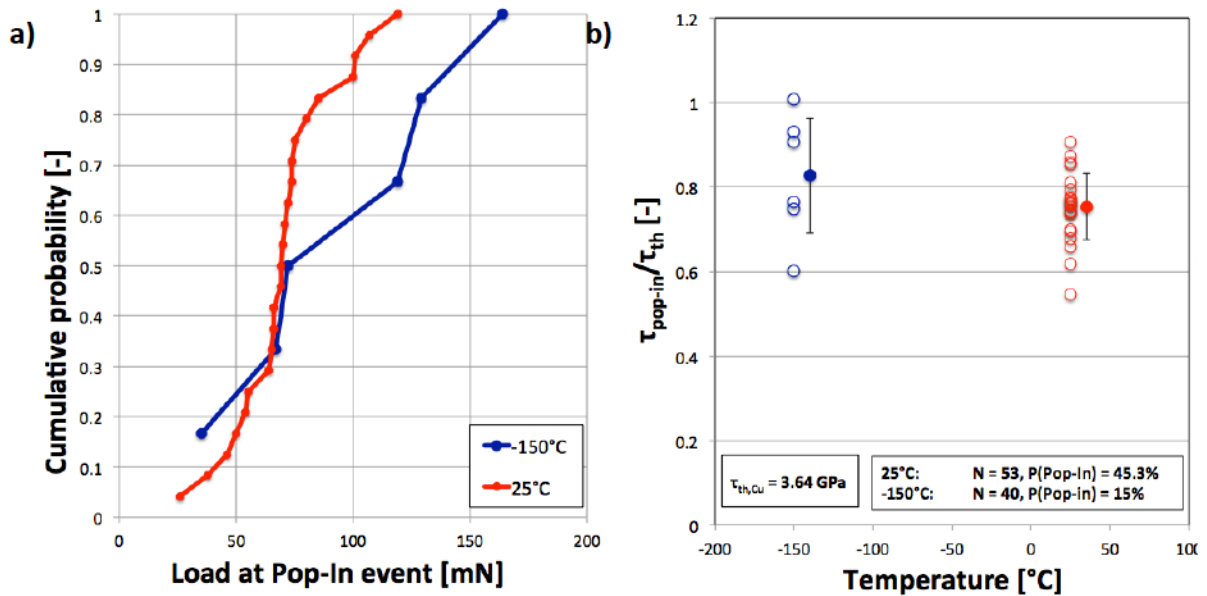 a)
Cumulative probability [-]
1
0.9
0.8
0.7
0.6
0.5
0.4
0.3
0.2
0.1
0
0 50 100 150 200
Load at Pop-In event [mN]
-150°C
25°C
b)
τpop-in/τth [-]
1.2
1
0.8
0.6
0.4
0.2
0
-200 -150 -100 -50 0 50 100
Temperature [°C]
τth,Cu = 3.64 GPa
25°C: N = 53, P(Pop-In) = 45.3%
-150°C: N = 40, P(Pop-in) = 15%